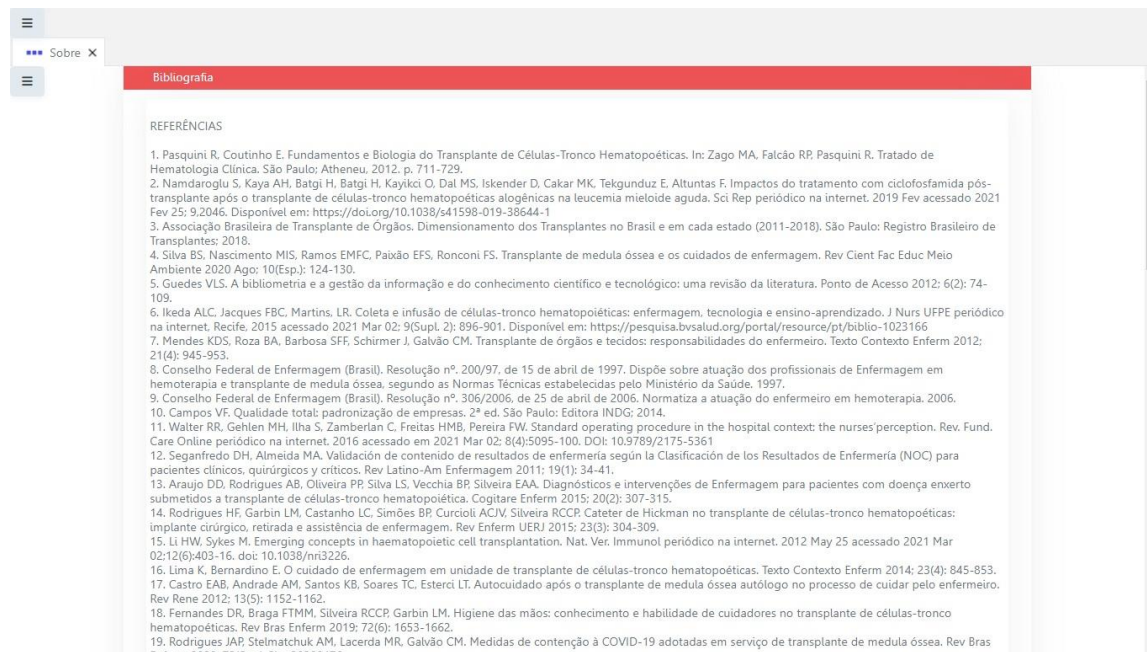 Sobre
Bibliografia
REFERÊNCIAS
1. Pasquini R, Coutinho E. Fundamentos e Biologia do Transplante de Células-Tronco Hematopoéticas. In: Zago MA, Falcão RP, Pasquini R. Tratado de
Hematologia Clínica. São Paulo; Atheneu, 2012. p. 711-729.
2. Namdaroglu S, Kaya AH, Batgi H, Batgi H, Kayikci O, Dal MS, Iskender D, Cakar MK, Tekgunduz E, Altuntas F. Impactos do tratamento com ciclofosfamida pós-
transplante após o transplante de células-tronco hematopoéticas alogênicas na leucemia mieloide aguda. Sci Rep periódico na internet. 2019 Fev acessado 2021
Fev 25; 9,2046. Disponível em: https://doi.org/10.1038/s41598-019-38644-1
3. Associação Brasileira de Transplante de Órgãos. Dimensionamento dos Transplantes no Brasil e em cada estado (2011-2018). São Paulo: Registro Brasileiro de
Transplantes; 2018.
4. Silva BS, Nascimento MIS, Ramos EMFC, Paixão EFS, Ronconi FS. Transplante de medula óssea e os cuidados de enfermagem. Rev Cient Fac Educ Meio
Ambiente 2020 Ago; 10(Esp.): 124-130.
5. Guedes VLS. A bibliometria e a gestão da informação e do conhecimento científico e tecnológico: uma revisão da literatura. Ponto de Acesso 2012; 6(2): 74-
109.
6. Ikeda ALC, Jacques FBC, Martins, LR. Coleta e infusão de células-tronco hematopoiéticas: enfermagem, tecnologia e ensino-aprendizado. J Nurs UFPE periódico
na internet, Recife, 2015 acessado 2021 Mar 02; 9(Supl. 2): 896-901. Disponível em: https://pesquisa.bvsalud.org/portal/resource/pt/biblio-1023166
7. Mendes KDS, Roza BA, Barbosa SFF, Schirmer J, Galvão CM. Transplante de órgãos e tecidos: responsabilidades do enfermeiro. Texto Contexto Enferm 2012;
21(4): 945-953.
8. Conselho Federal de Enfermagem (Brasil). Resolução nº. 200/97, de 15 de abril de 1997. Dispõe sobre atuação dos profissionais de Enfermagem em
hemoterapia e transplante de medula óssea, segundo as Normas Técnicas estabelecidas pelo Ministério da Saúde. 1997.
9. Conselho Federal de Enfermagem (Brasil). Resolução nº. 306/2006, de 25 de abril de 2006. Normatiza a atuação do enfermeiro em hemoterapia. 2006.
10. Campos VF. Qualidade total: padronização de empresas. 2ª ed. São Paulo: Editora INDG; 2014.
11. Walter RR, Gehlen MH, Ilha S, Zamberlan C, Freitas HMB, Pereira FW. Standard operating procedure in the hospital context: the nurses'perception. Rev. Fund.
Care Online periódico na internet. 2016 acessado em 2021 Mar 02; 8(4):5095-100. DOI: 10.9789/2175-5361
12. Seganfredo DH, Almeida MA. Validación de contenido de resultados de enfermería según la Clasificación de los Resultados de Enfermería (NOC) para
pacientes clínicos, quirúrgicos y críticos. Rev Latino-Am Enfermagem 2011; 19(1): 34-41.
13. Araujo DD, Rodrigues AB, Oliveira PP, Silva LS, Vecchia BP, Silveira EAA. Diagnósticos e intervenções de Enfermagem para pacientes com doença enxerto
submetidos a transplante de células-tronco hematopoiética. Cogitare Enferm 2015; 20(2): 307-315.
14. Rodrigues HF, Garbin LM, Castanho LC, Simões BP, Curcioli ACJV, Silveira RCCP. Cateter de Hickman no transplante de células-tronco hematopoéticas:
implante cirúrgico, retirada e assistência de enfermagem. Rev Enferm UERJ 2015; 23(3): 304-309.
15. Li HW, Sykes M. Emerging concepts in haematopoietic cell transplantation. Nat. Ver. Immunol periódico na internet. 2012 May 25 acessado 2021 Mar
02;12(6):403-16. doi: 10.1038/nri3226.
16. Lima K, Bernardino E. O cuidado de enfermagem em unidade de transplante de células-tronco hematopoéticas. Texto Contexto Enferm 2014; 23(4): 845-853.
17. Castro EAB, Andrade AM, Santos KB, Soares TC, Esterci LT. Autocuidado após o transplante de medula óssea autólogo no processo de cuidar pelo enfermeiro.
Rev Rene 2012; 13(5): 1152-1162.
18. Fernandes DR, Braga FTMM, Silveira RCCP, Garbin LM. Higiene das mãos: conhecimento e habilidade de cuidadores no transplante de células-tronco
hematopoéticas. Rev Bras Enferm 2019; 72(6): 1653-1662.
19. Rodrigues JAP, Stelmatchuk AM, Lacerda MR, Galvão CM. Medidas de contenção à COVID-19 adotadas em serviço de transplante de medula óssea. Rev Bras